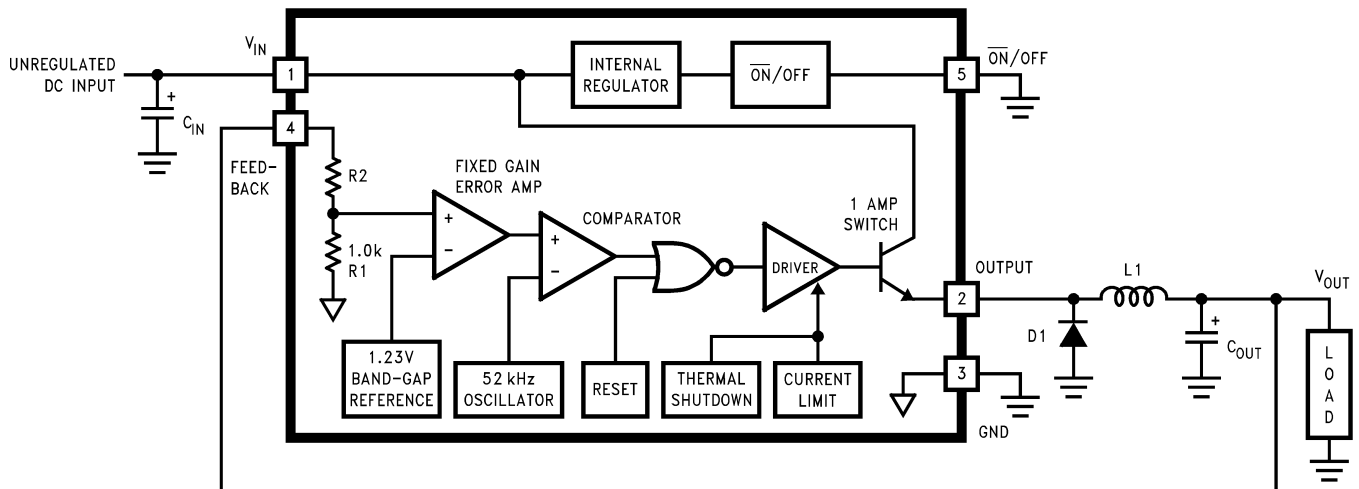 UNREGULATED
DC INPUT
V_IN
1
+
C_IN
4
FEED-
BACK
INTERNAL
REGULATOR
ON/OFF
5
ON/OFF
R2
1.0k
R1
FIXED GAIN
ERROR AMP
+
−
COMPARATOR
+
−
DRIVER
1 AMP
SWITCH
OUTPUT
2
L1
V_OUT
D1
+
C_OUT
LOAD
1.23V
BAND-GAP
REFERENCE
52 kHz
OSCILLATOR
RESET
THERMAL
SHUTDOWN
CURRENT
LIMIT
3
GND